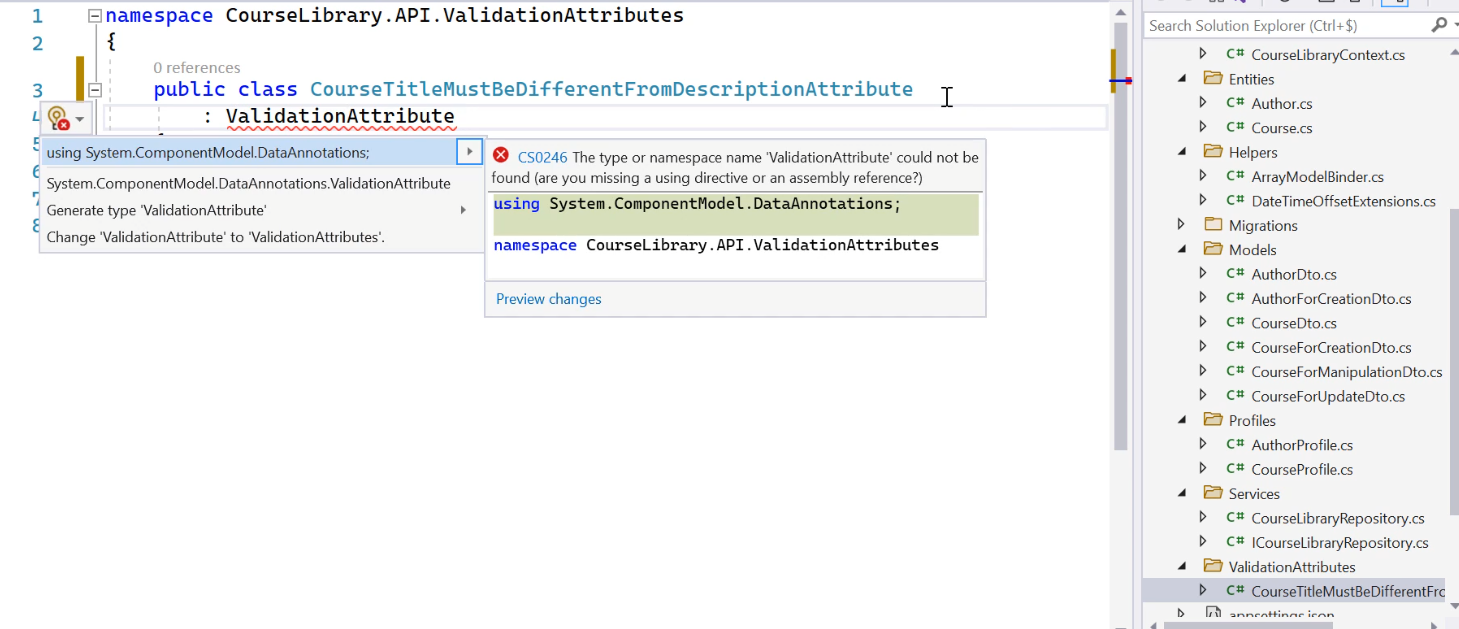 1 namespace CourseLibrary.API.ValidationAttributes
2 {
0 references
3 public class CourseTitleMustBeDifferentFromDescriptionAttribute
: ValidationAttribute
using System.ComponentModel.DataAnnotations;
System.ComponentModel.DataAnnotations.ValidationAttribute
Generate type 'ValidationAttribute'
Change 'ValidationAttribute' to 'ValidationAttributes'.
CS0246 The type or namespace name 'ValidationAttribute' could not be
found (are you missing a using directive or an assembly reference?)
using System.ComponentModel.DataAnnotations;
namespace CourseLibrary.API.ValidationAttributes
Preview changes
Search Solution Explorer (Ctrl+$)
C# CourseLibraryContext.cs
Entities
C# Author.cs
C# Course.cs
Helpers
C# ArrayModelBinder.cs
C# DateTimeOffsetExtensions.cs
Migrations
Models
C# AuthorDto.cs
C# AuthorForCreationDto.cs
C# CourseDto.cs
C# CourseForCreationDto.cs
C# CourseForManipulationDto.cs
C# CourseForUpdateDto.cs
Profiles
C# AuthorProfile.cs
C# CourseProfile.cs
Services
C# CourseLibraryRepository.cs
C# ICourseLibraryRepository.cs
ValidationAttributes
C# CourseTitleMustBeDifferentFro
appsettings.json